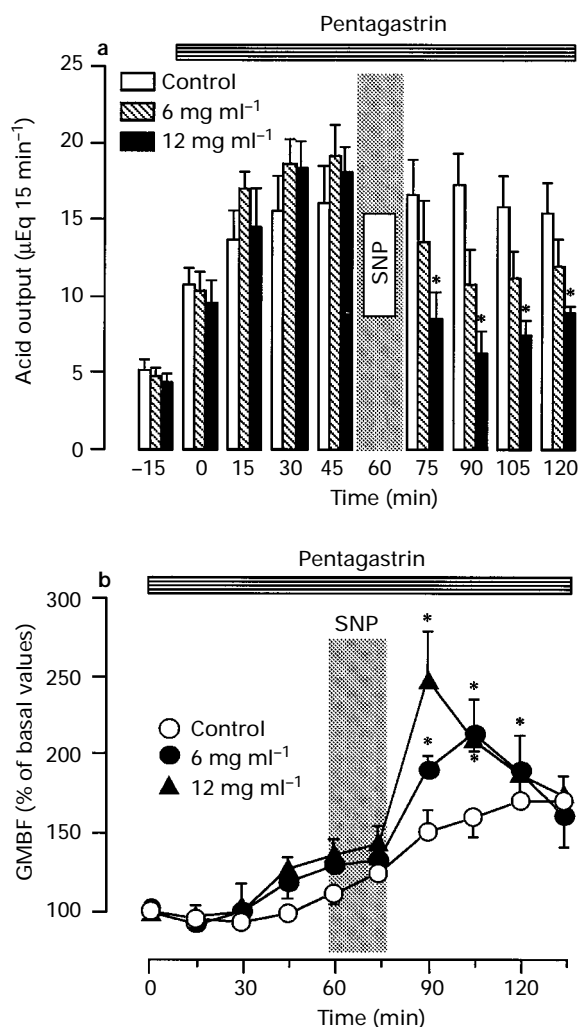 Pentagastrin
a
25
20
15
10
5
0
Acid output (µEq 15 min⁻¹)
Control
6 mg ml⁻¹
12 mg ml⁻¹
SNP
*
*
*
*
–15 0 15 30 45 60 75 90 105 120
Time (min)
Pentagastrin
b
300
250
200
150
100
GMBF (% of basal values)
SNP
Control
6 mg ml⁻¹
12 mg ml⁻¹
*
*
*
*
*
0 30 60 90 120
Time (min)